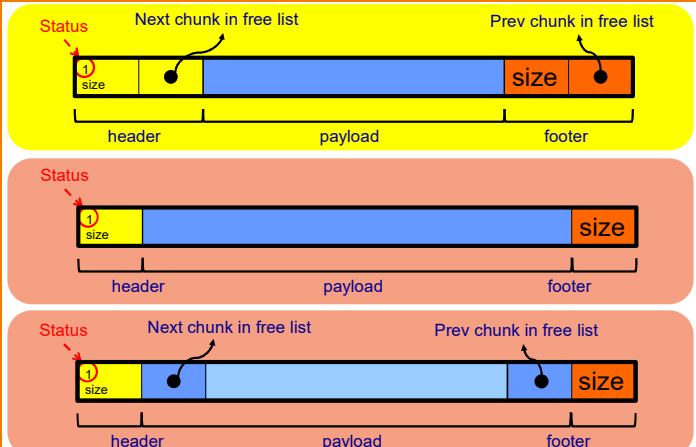 Next chunk in free list
Prev chunk in free list
Status
1
size
size
header
payload
footer
Status
1
size
size
header
payload
footer
Next chunk in free list
Prev chunk in free list
Status
1
size
size
header
payload
footer